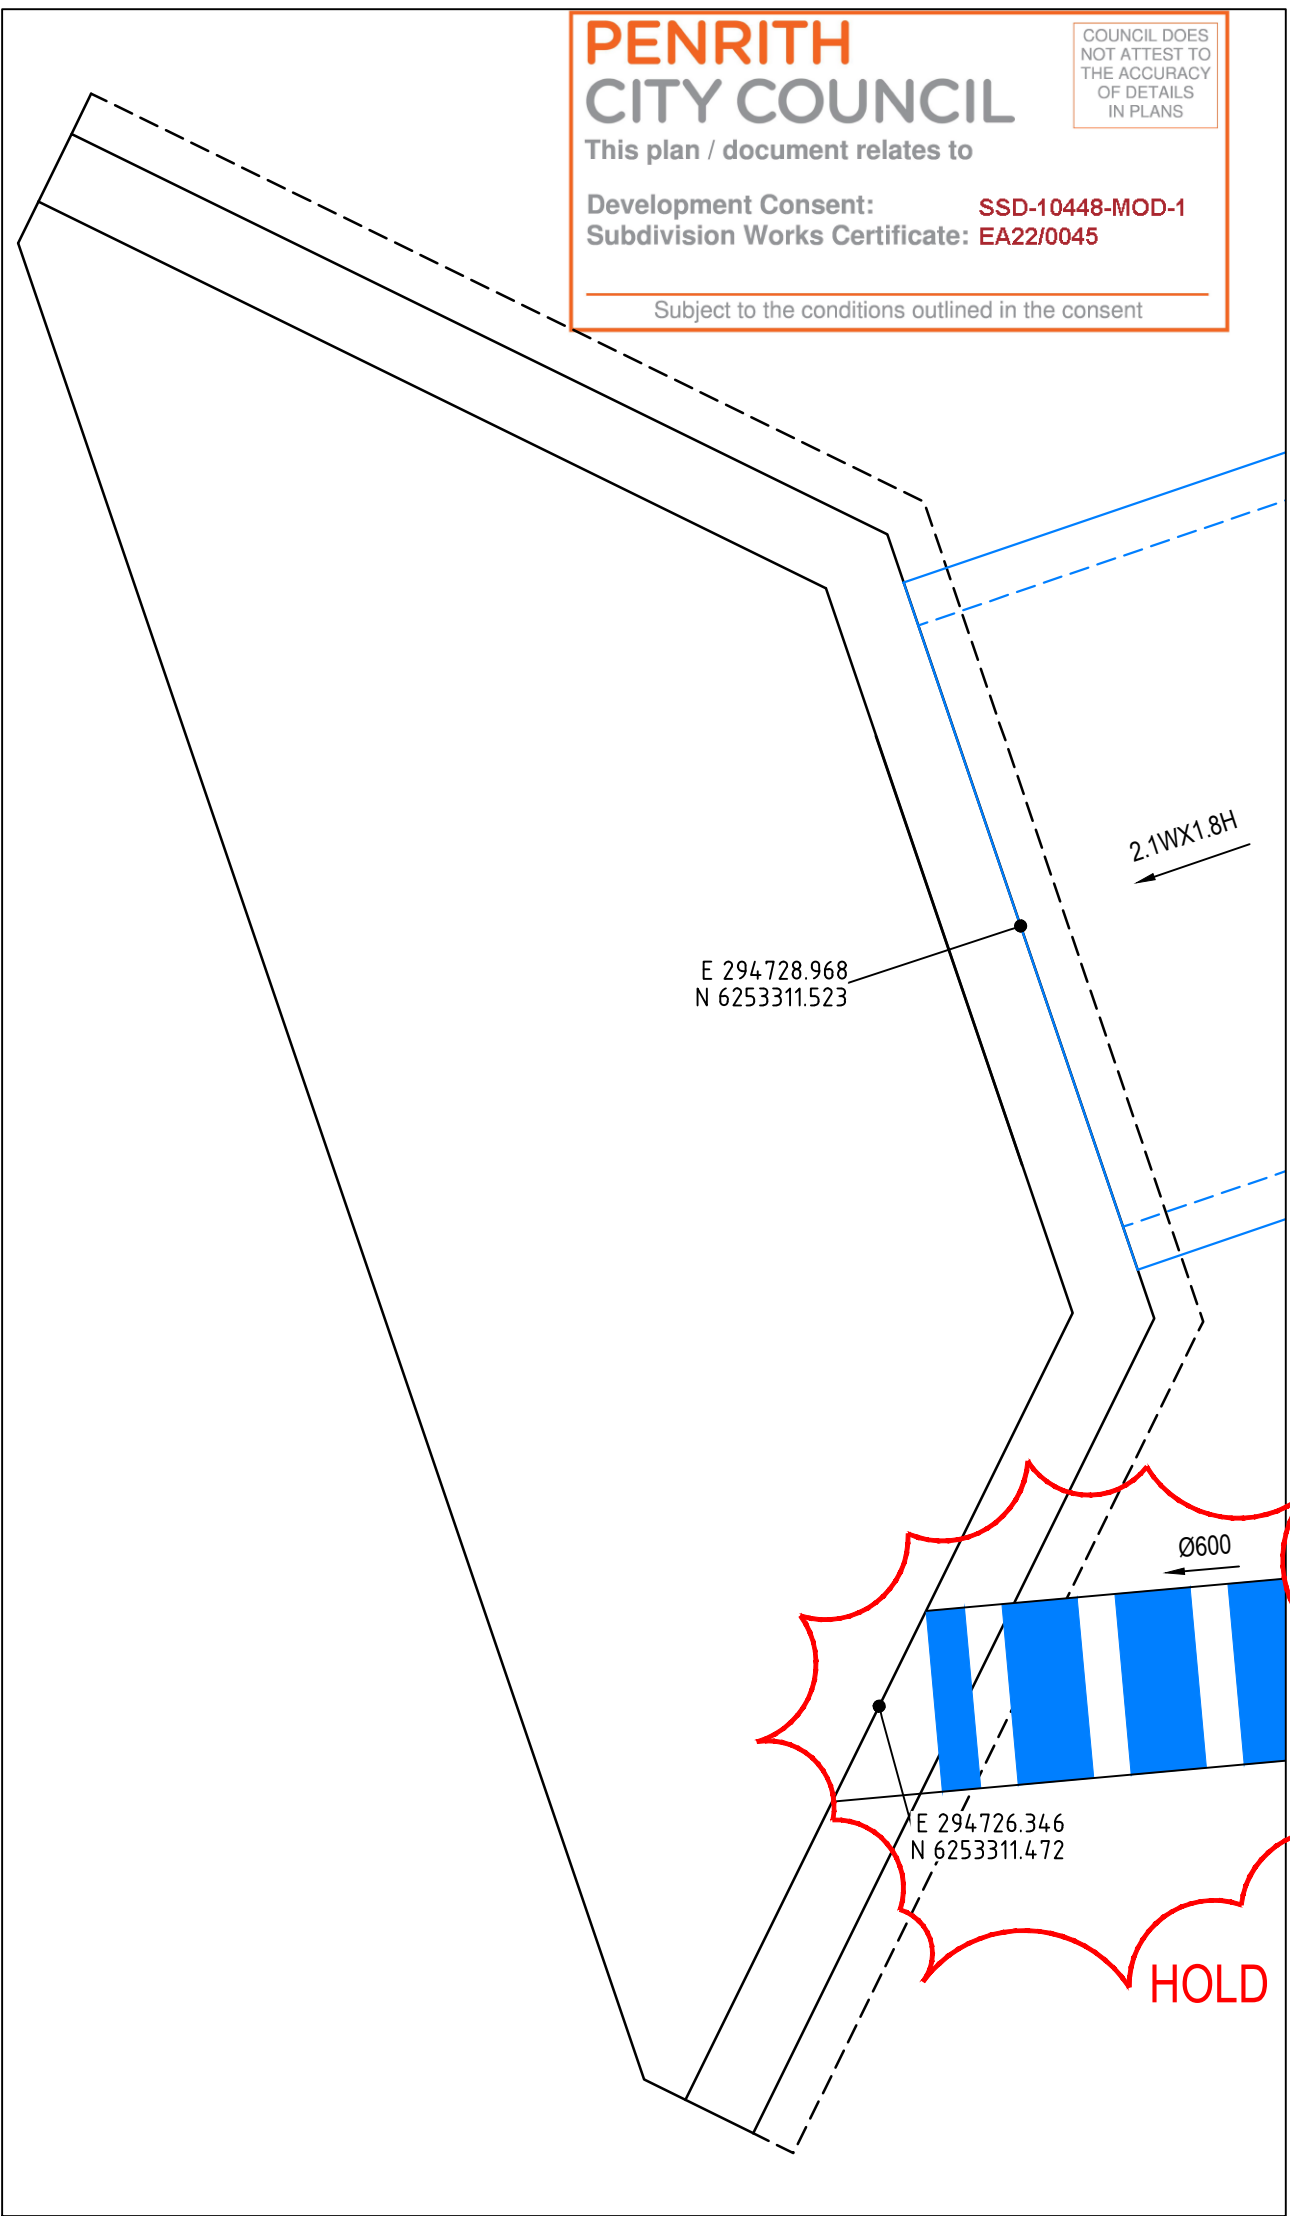 PENRITH
CITY COUNCIL
COUNCIL DOES
NOT ATTEST TO
THE ACCURACY
OF DETAILS
IN PLANS
This plan / document relates to
Development Consent: SSD-10448-MOD-1
Subdivision Works Certificate: EA22/0045
Subject to the conditions outlined in the consent
2.1WX1.8H
E 294728.968
N 6253311.523
Ø600
E 294726.346
N 6253311.472
HOLD